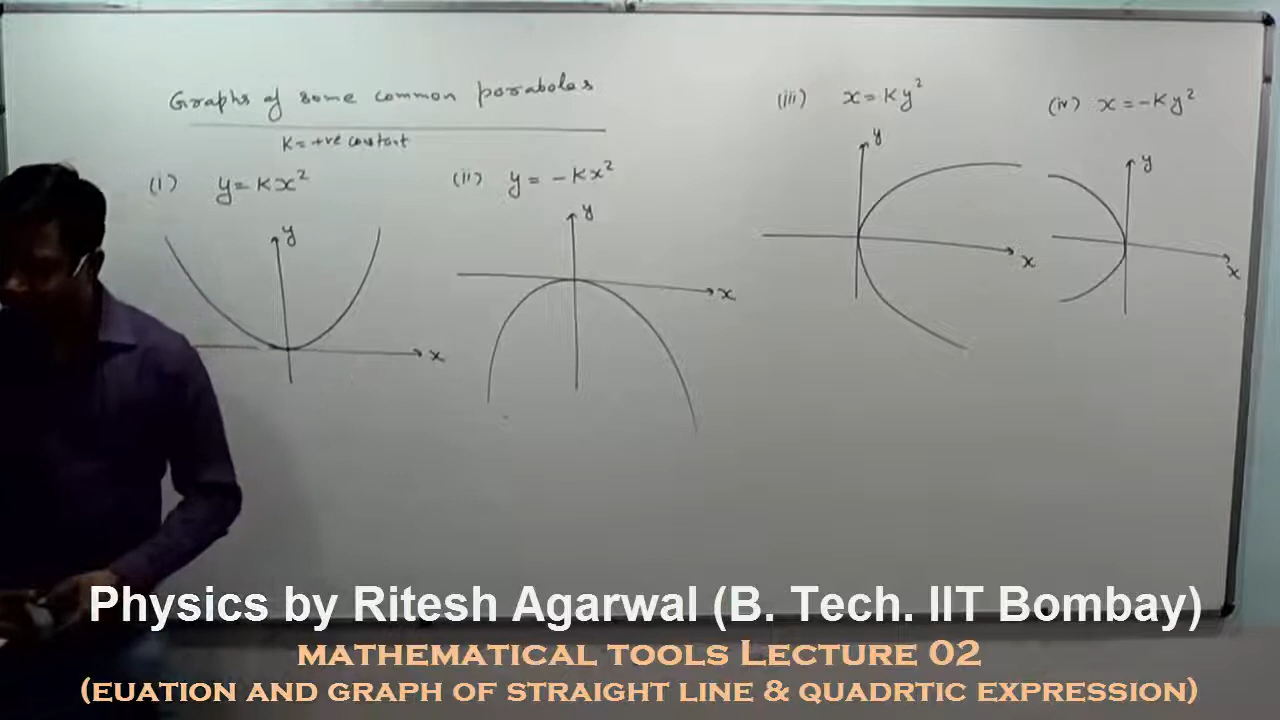 Graphs of some common parabolas
K = +ve constant
(i) y = Kx²
(ii) y = -Kx²
(iii) x = Ky²
(iv) x = -Ky²
y
x
y
x
y
x
y
x
Physics by Ritesh Agarwal (B. Tech. IIT Bombay)
MATHEMATICAL TOOLS LECTURE 02
(EUATION AND GRAPH OF STRAIGHT LINE & QUADRTIC EXPRESSION)